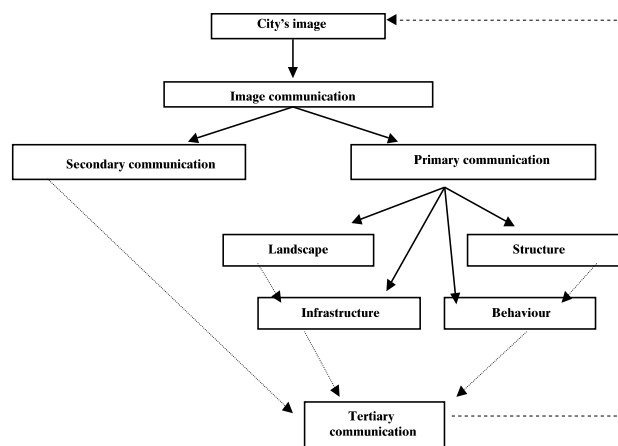 City's image
Image communication
Secondary communication
Primary communication
Landscape
Structure
Infrastructure
Behaviour
Tertiary
communication